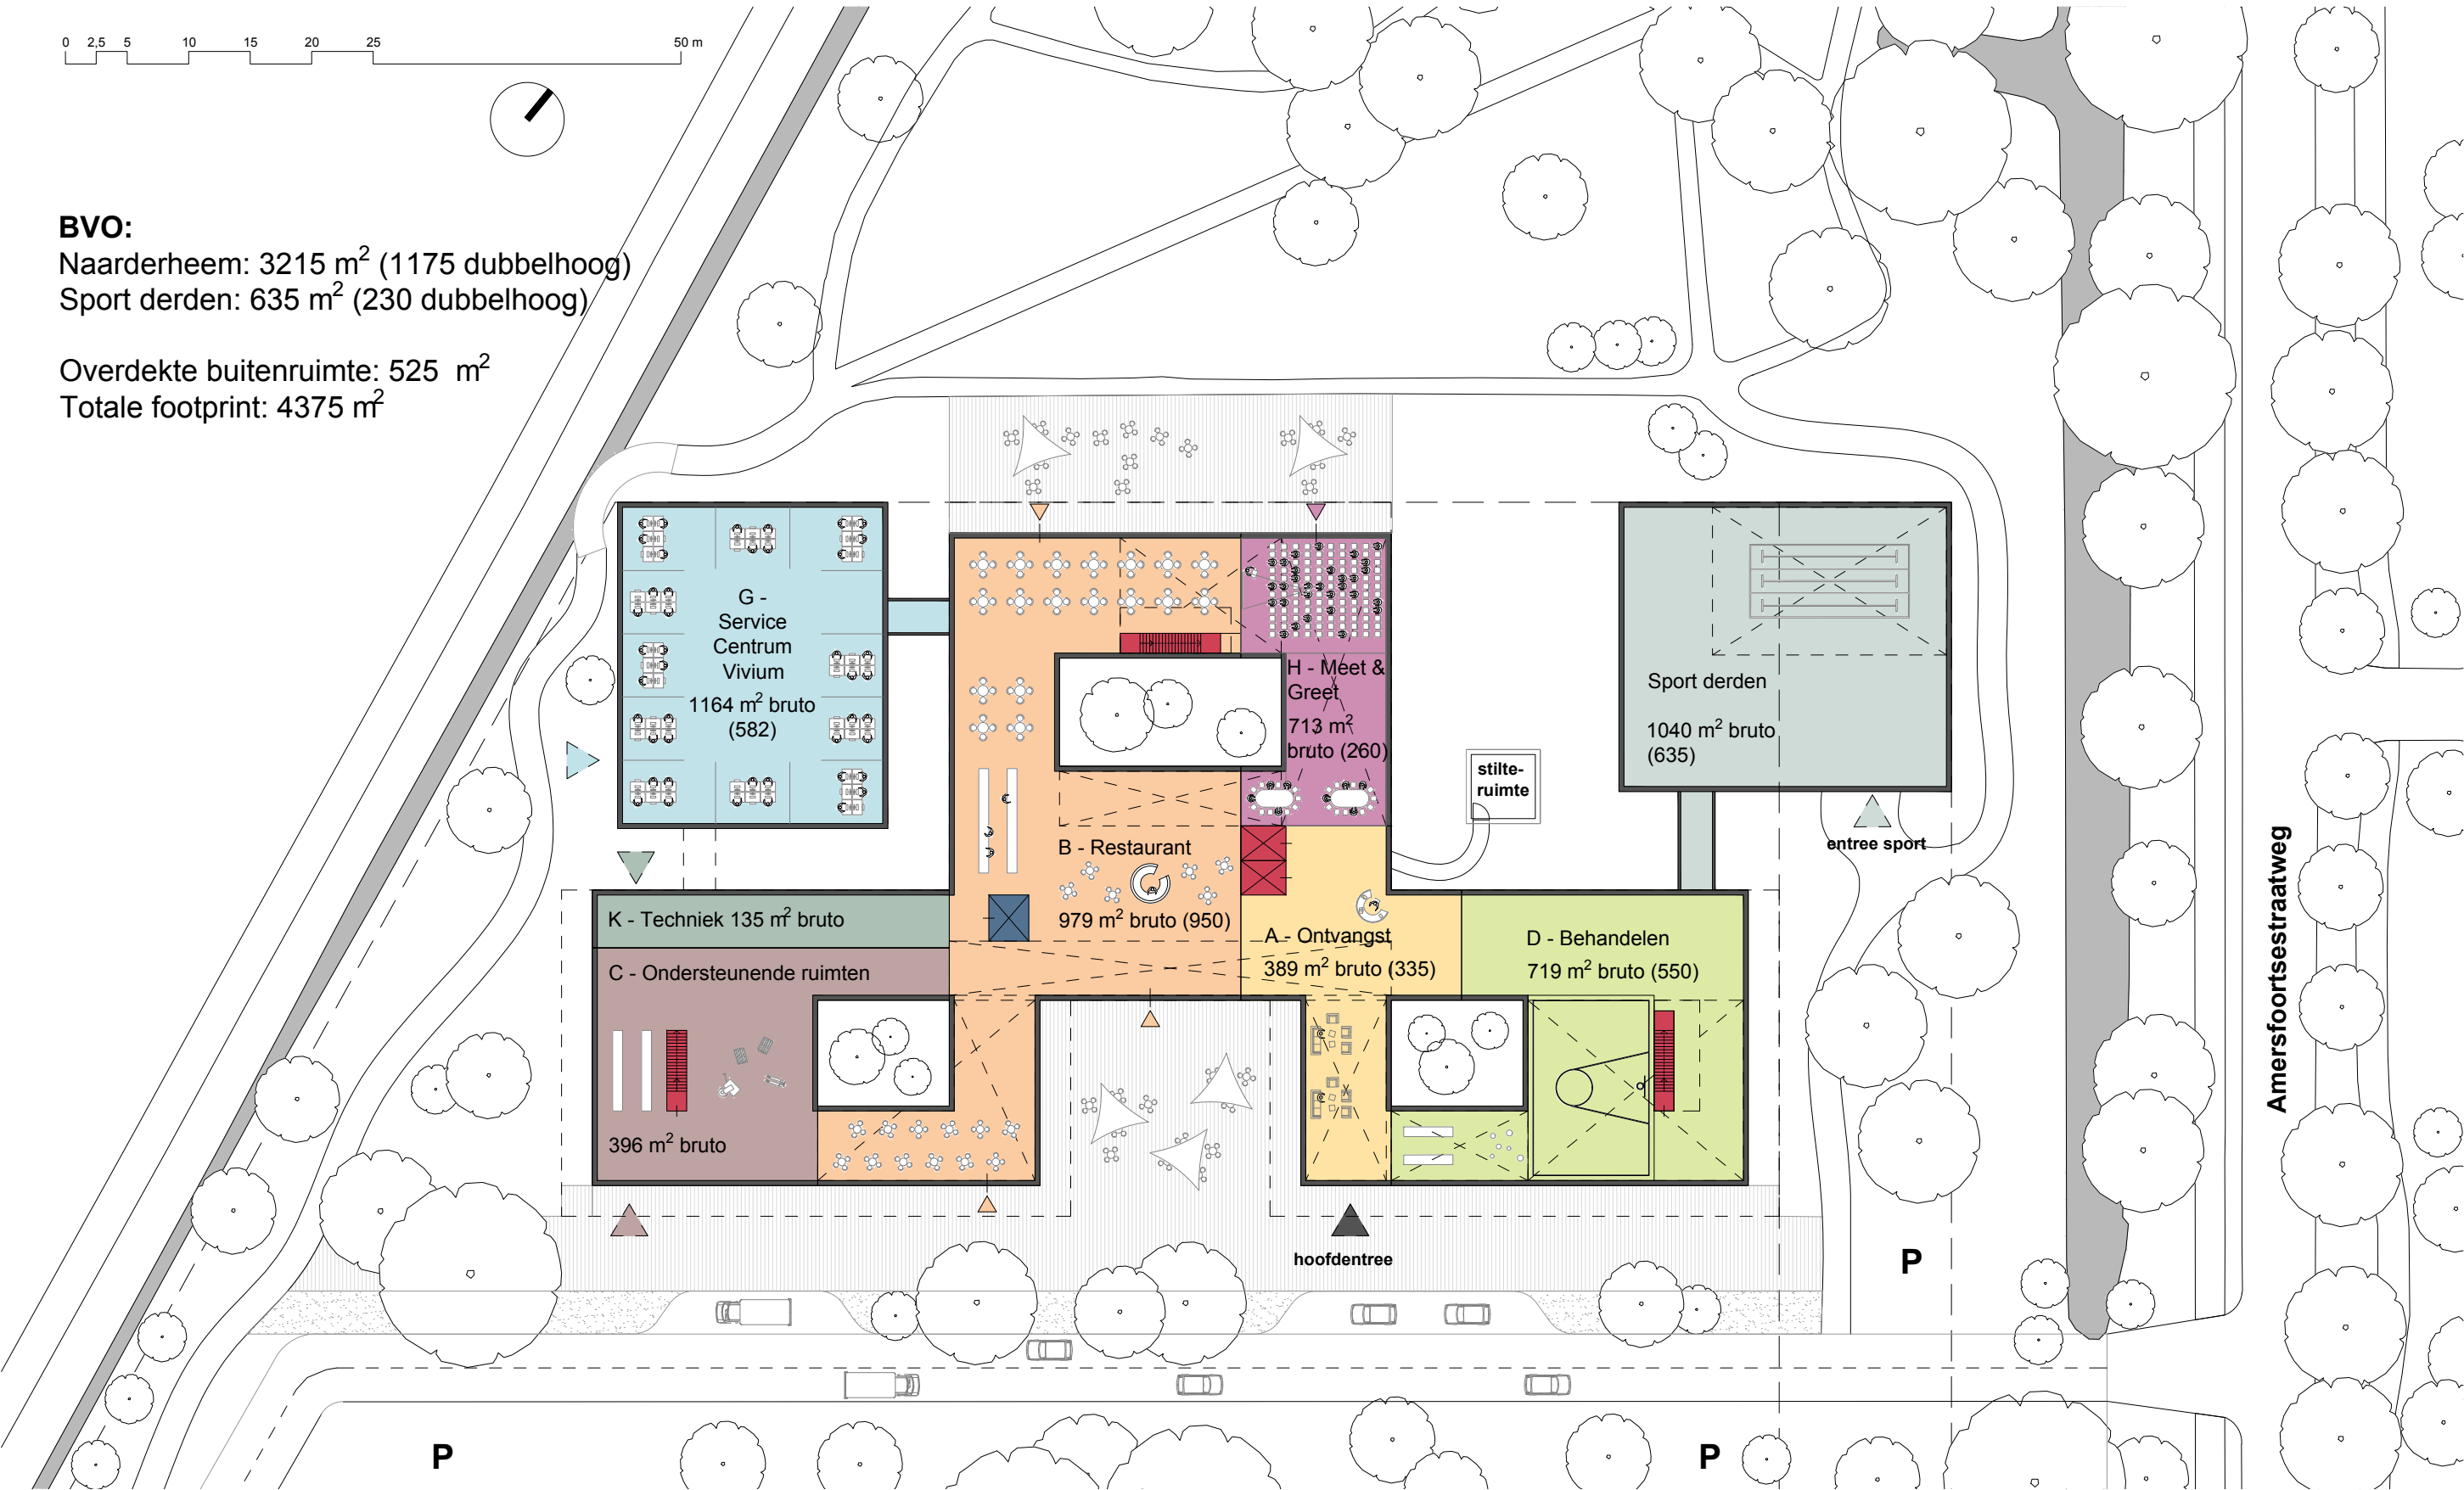 0 2,5 5 10 15 20 25 50 m
BVO:
Naarderheem: 3215 m² (1175 dubbelhoog)
Sport derden: 635 m² (230 dubbelhoog)
Overdekte buitenruimte: 525 m²
Totale footprint: 4375 m²
G -
Service
Centrum
Vivium
1164 m² bruto
(582)
H - Meet &
Greet
713 m²
bruto (260)
Sport derden
1040 m² bruto
(635)
stilte-
ruimte
entree sport
B - Restaurant
979 m² bruto (950)
K - Techniek 135 m² bruto
C - Ondersteunende ruimten
396 m² bruto
A - Ontvangst
389 m² bruto (335)
D - Behandelen
719 m² bruto (550)
Amersfoortsestraatweg
hoofdentree
P
P
P